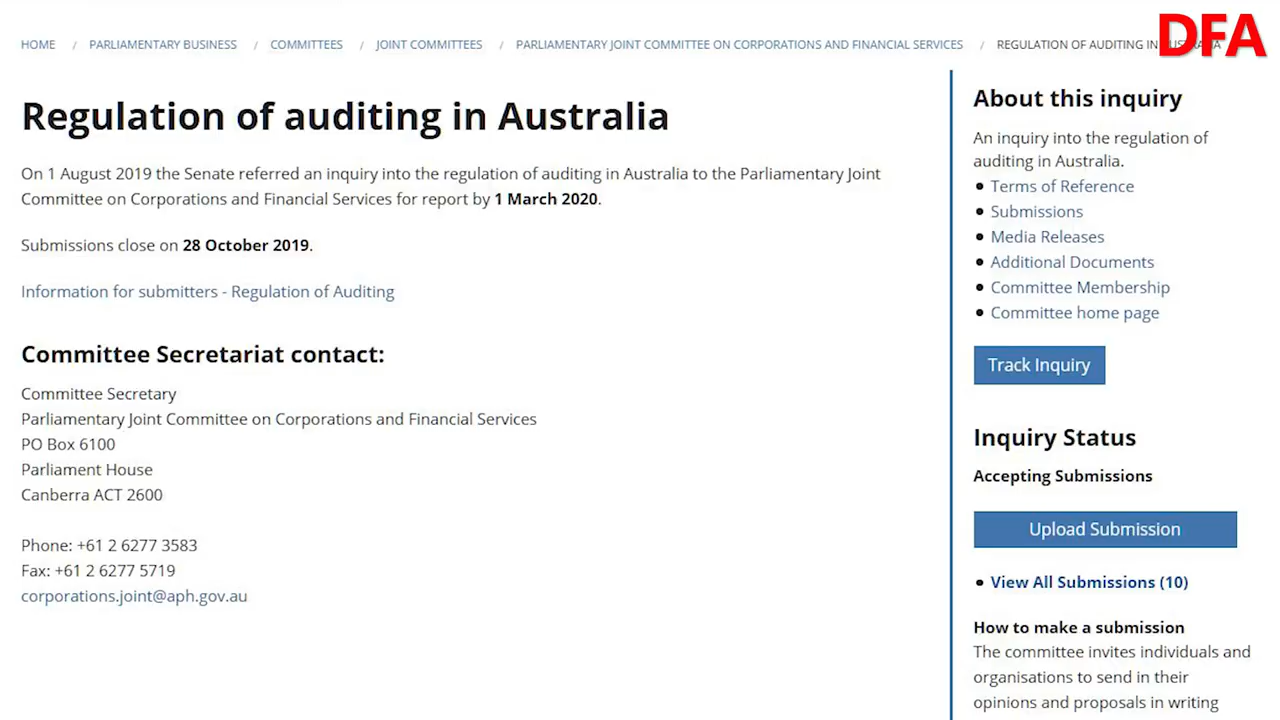 HOME / PARLIAMENTARY BUSINESS / COMMITTEES / JOINT COMMITTEES / PARLIAMENTARY JOINT COMMITTEE ON CORPORATIONS AND FINANCIAL SERVICES / REGULATION OF AUDITING IN AUSTRALIA
DFA
Regulation of auditing in Australia
On 1 August 2019 the Senate referred an inquiry into the regulation of auditing in Australia to the Parliamentary Joint
Committee on Corporations and Financial Services for report by 1 March 2020.
Submissions close on 28 October 2019.
Information for submitters - Regulation of Auditing
Committee Secretariat contact:
Committee Secretary
Parliamentary Joint Committee on Corporations and Financial Services
PO Box 6100
Parliament House
Canberra ACT 2600
Phone: +61 2 6277 3583
Fax: +61 2 6277 5719
corporations.joint@aph.gov.au
About this inquiry
An inquiry into the regulation of
auditing in Australia.
• Terms of Reference
• Submissions
• Media Releases
• Additional Documents
• Committee Membership
• Committee home page
Track Inquiry
Inquiry Status
Accepting Submissions
Upload Submission
• View All Submissions (10)
How to make a submission
The committee invites individuals and
organisations to send in their
opinions and proposals in writing